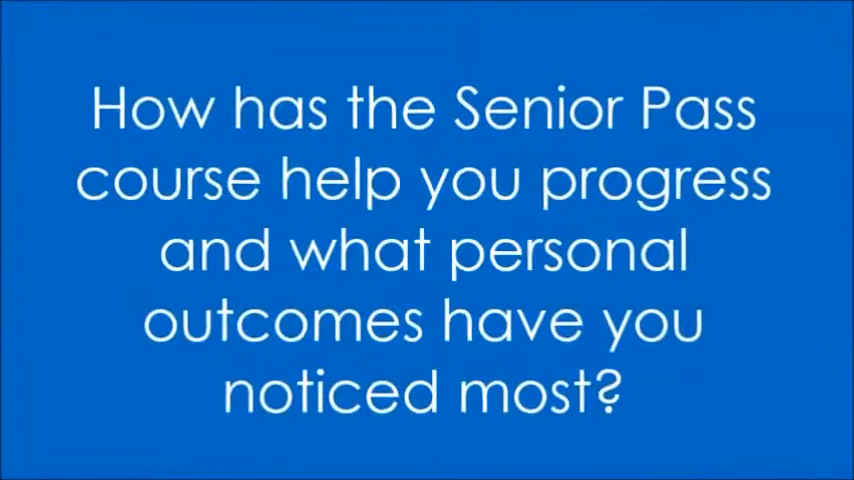 How has the Senior Pass
course help you progress
and what personal
outcomes have you
noticed most?